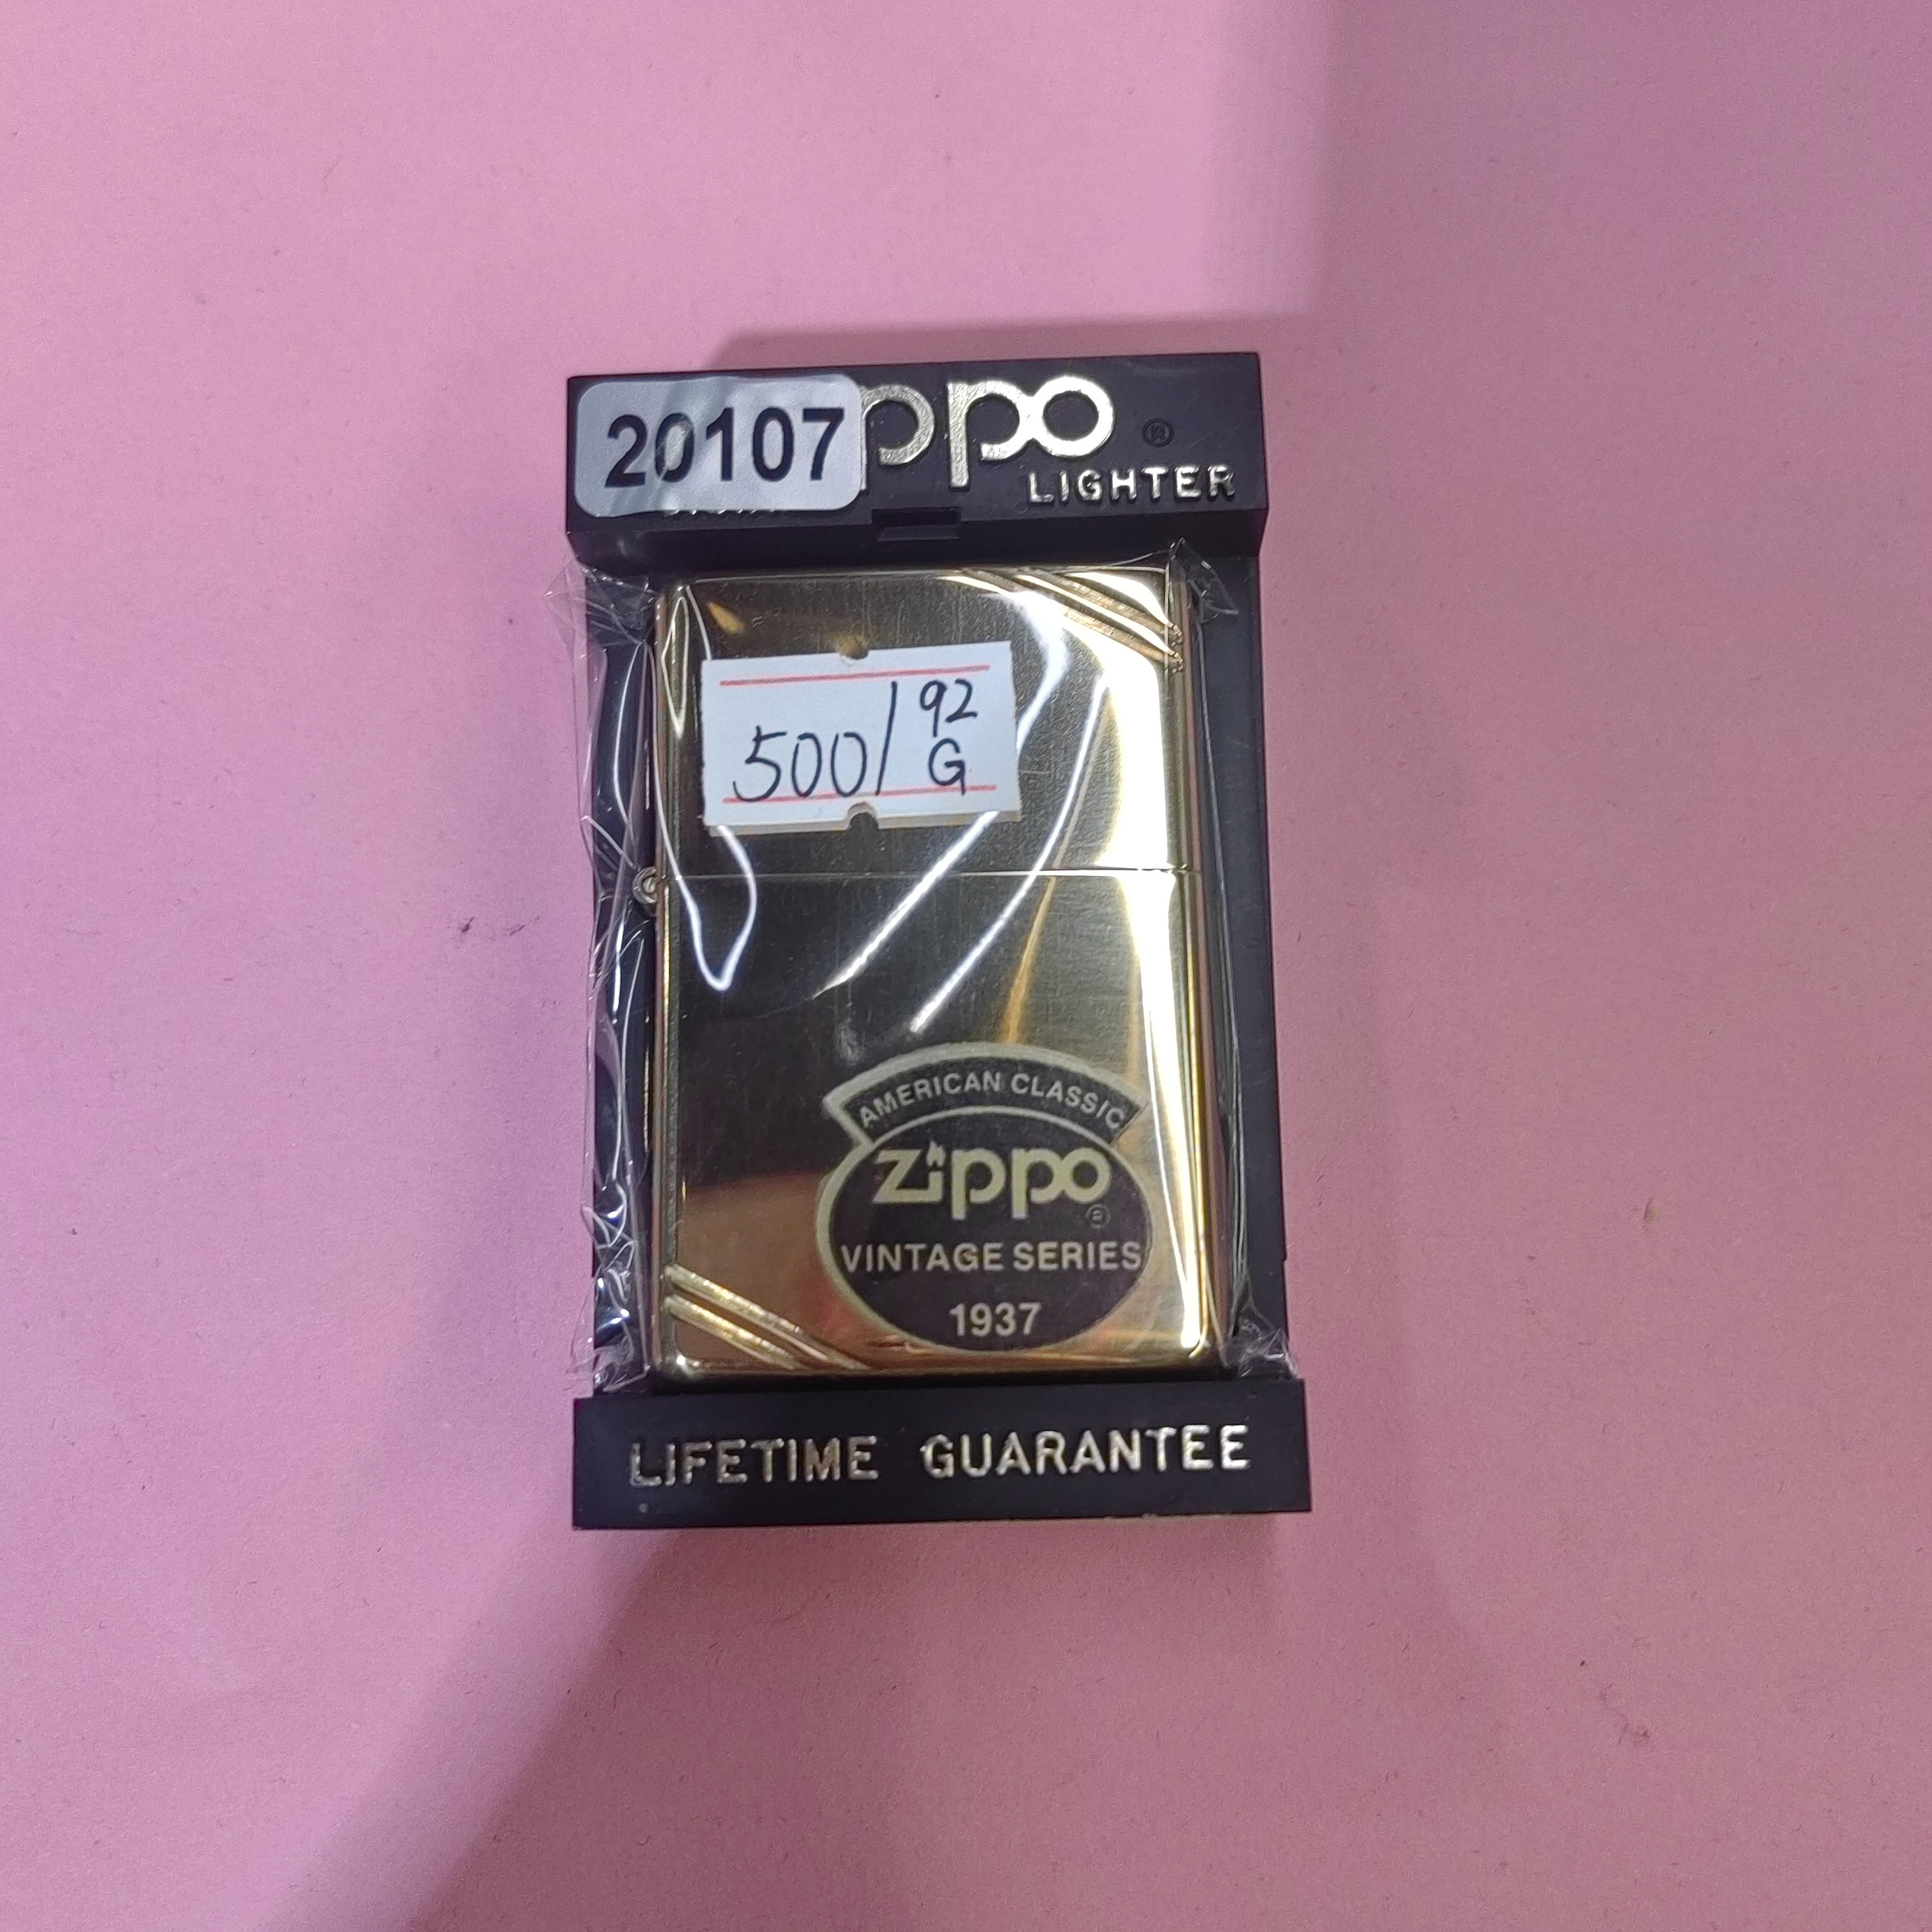 20107
ppo ®
LIGHTER
500/ 92
G
AMERICAN CLASSIC
Zippo
®
VINTAGE SERIES
1937
LIFETIME GUARANTEE